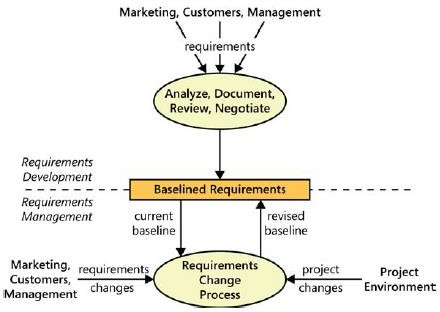 Marketing, Customers, Management
requirements
Analyze, Document,
Review, Negotiate
Requirements
Development
Baselined Requirements
Requirements
Management
current
baseline
revised
baseline
Marketing,
Customers,
Management
requirements
changes
Requirements
Change
Process
project
changes
Project
Environment